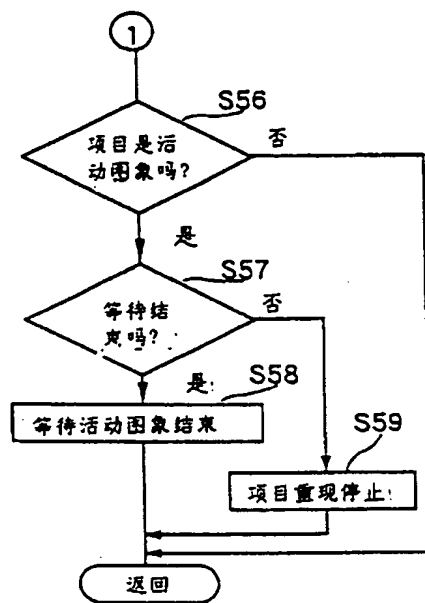 1
S56
项目是活
动图象吗?
否
是
S57
等待结
束吗?
否
是:
S58
等待活动图象结束
S59
项目重现停止:
返回